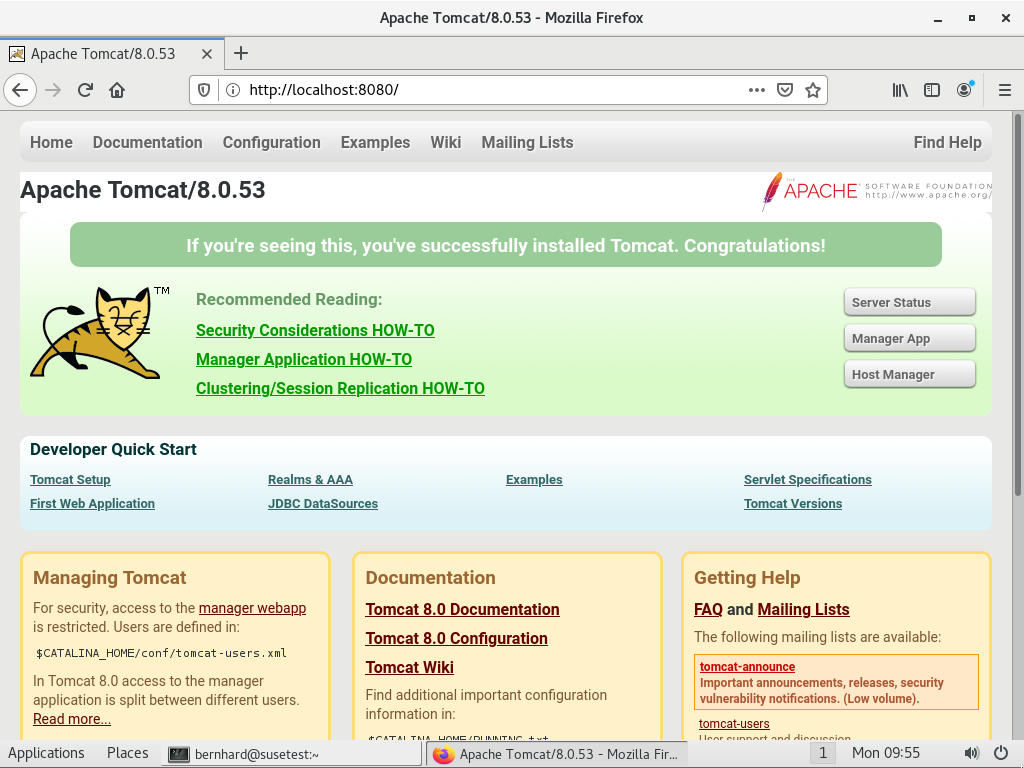 Apache Tomcat/8.0.53 - Mozilla Firefox
Apache Tomcat/8.0.53
http://localhost:8080/
Home Documentation Configuration Examples Wiki Mailing Lists Find Help
Apache Tomcat/8.0.53
THE APACHE SOFTWARE FOUNDATION
http://www.apache.org/
If you're seeing this, you've successfully installed Tomcat. Congratulations!
TM
Recommended Reading:
Security Considerations HOW-TO
Manager Application HOW-TO
Clustering/Session Replication HOW-TO
Server Status
Manager App
Host Manager
Developer Quick Start
Tomcat Setup
First Web Application
Realms & AAA
JDBC DataSources
Examples
Servlet Specifications
Tomcat Versions
Managing Tomcat
For security, access to the manager webapp
is restricted. Users are defined in:
$CATALINA_HOME/conf/tomcat-users.xml
In Tomcat 8.0 access to the manager
application is split between different users.
Read more...
Documentation
Tomcat 8.0 Documentation
Tomcat 8.0 Configuration
Tomcat Wiki
Find additional important configuration
information in:
$CATALINA_HOME/RUNNING.txt
Getting Help
FAQ and Mailing Lists
The following mailing lists are available:
tomcat-announce
Important announcements, releases, security
vulnerability notifications. (Low volume).
tomcat-users
User support and discussion
Applications Places bernhard@susetest:~ Apache Tomcat/8.0.53 - Mozilla Fir... 1 Mon 09:55